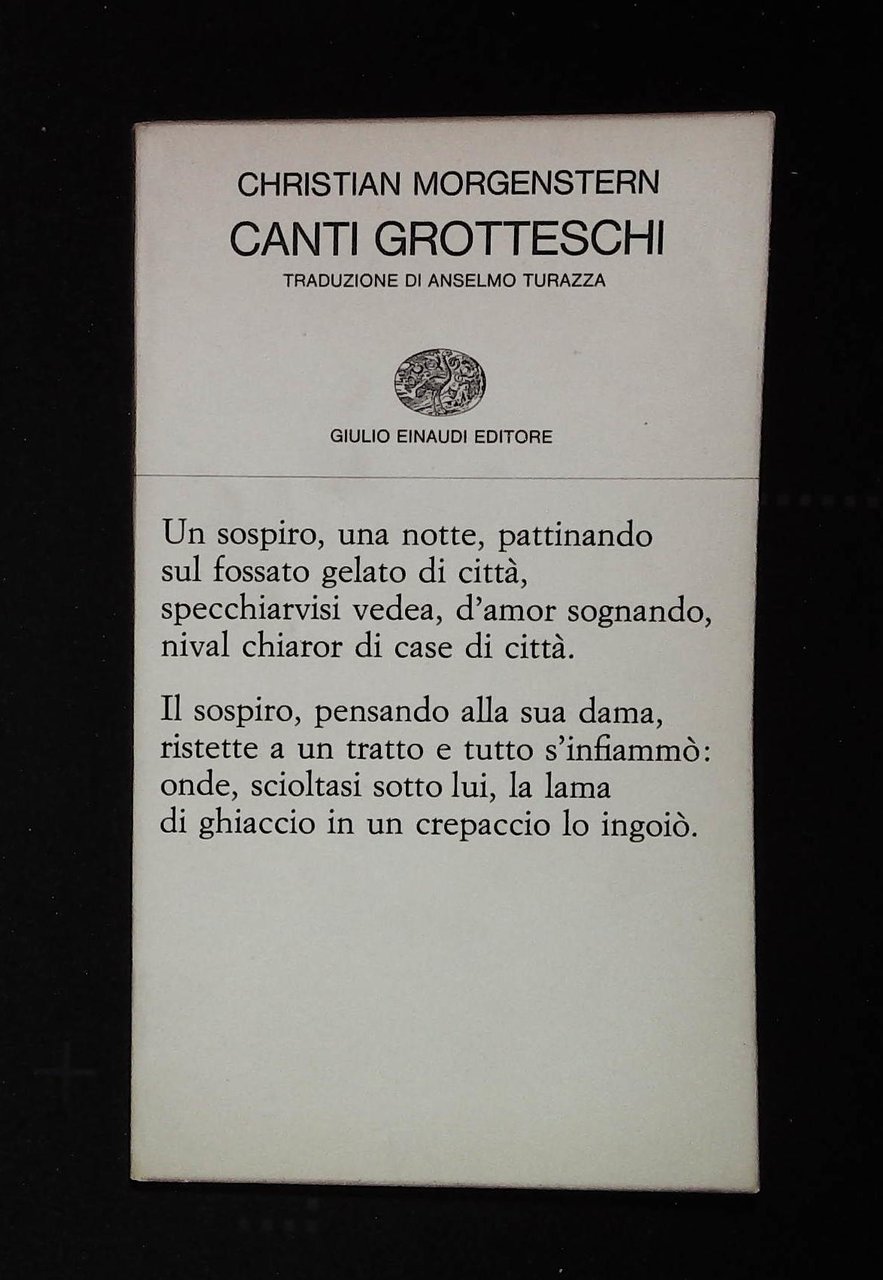 CHRISTIAN MORGENSTERN
CANTI GROTTESCHI
TRADUZIONE DI ANSELMO TURAZZA
GIULIO EINAUDI EDITORE
Un sospiro, una notte, pattinando
sul fossato gelato di città,
specchiarvisi vedea, d'amor sognando,
nival chiaror di case di città.
Il sospiro, pensando alla sua dama,
ristette a un tratto e tutto s'infiammò:
onde, scioltasi sotto lui, la lama
di ghiaccio in un crepaccio lo ingoiò.